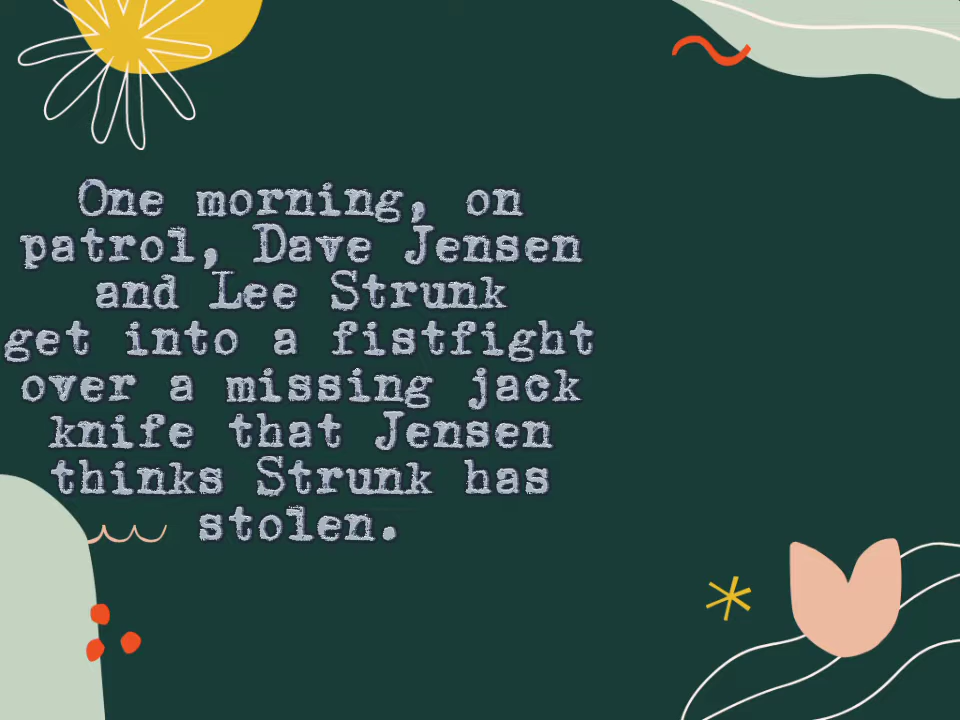 One morning, on
patrol, Dave Jensen
and Lee Strunk
get into a fistfight
over a missing jack
knife that Jensen
thinks Strunk has
stolen.